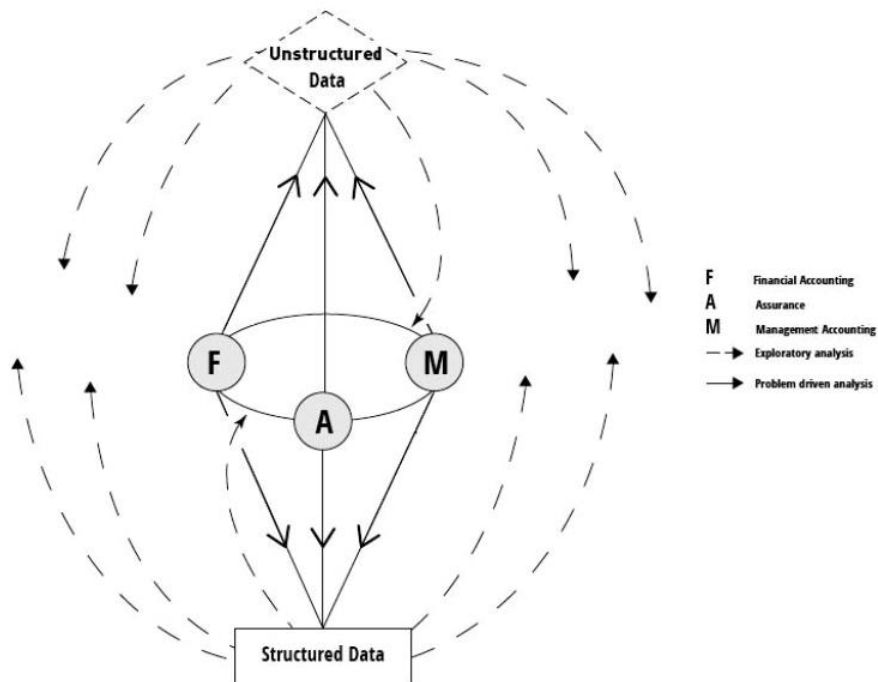 Unstructured
Data
F
M
A
Structured Data
F Financial Accounting
A Assurance
M Management Accounting
Exploratory analysis
Problem driven analysis